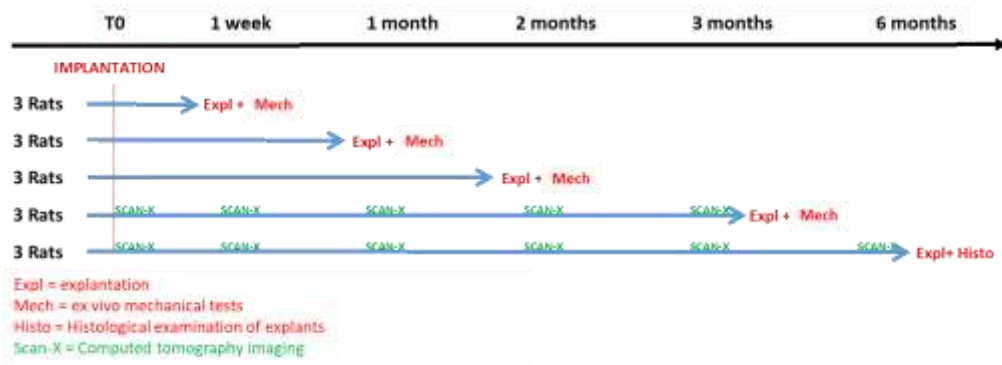 T0 1 week 1 month 2 months 3 months 6 months
IMPLANTATION
3 Rats Expl + Mech
3 Rats Expl + Mech
3 Rats Expl + Mech
3 Rats SCAN-X SCAN-X SCAN-X SCAN-X SCAN-X Expl + Mech
3 Rats SCAN-X SCAN-X SCAN-X SCAN-X SCAN-X SCAN-X Expl+ Histo
Expl = explantation
Mech = ex vivo mechanical tests
Histo = Histological examination of explants
Scan-X = Computed tomography imaging